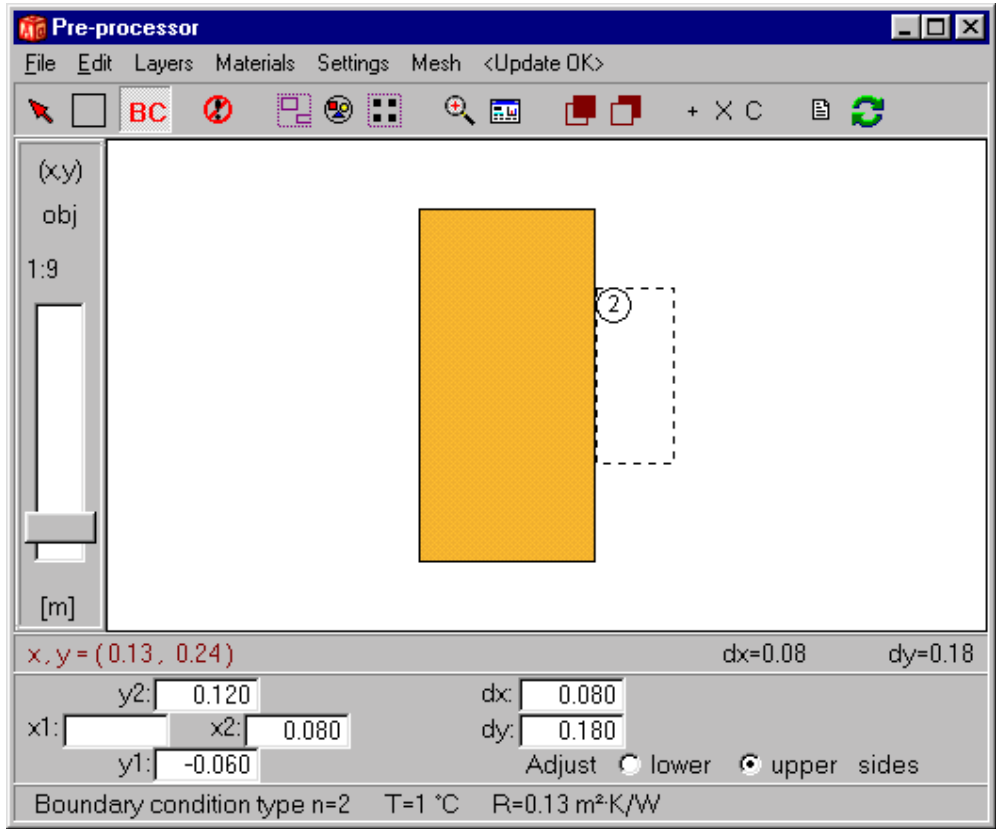 Pre-processor
File Edit Layers Materials Settings Mesh <Update OK>
BC + X C
(x,y)
obj
1:9
2
[m]
x, y = ( 0.13 , 0.24 ) dx=0.08 dy=0.18
y2: 0.120 dx: 0.080
x1: x2: 0.080 dy: 0.180
y1: -0.060 Adjust lower upper sides
Boundary condition type n=2 T=1 °C R=0.13 m²·K/W